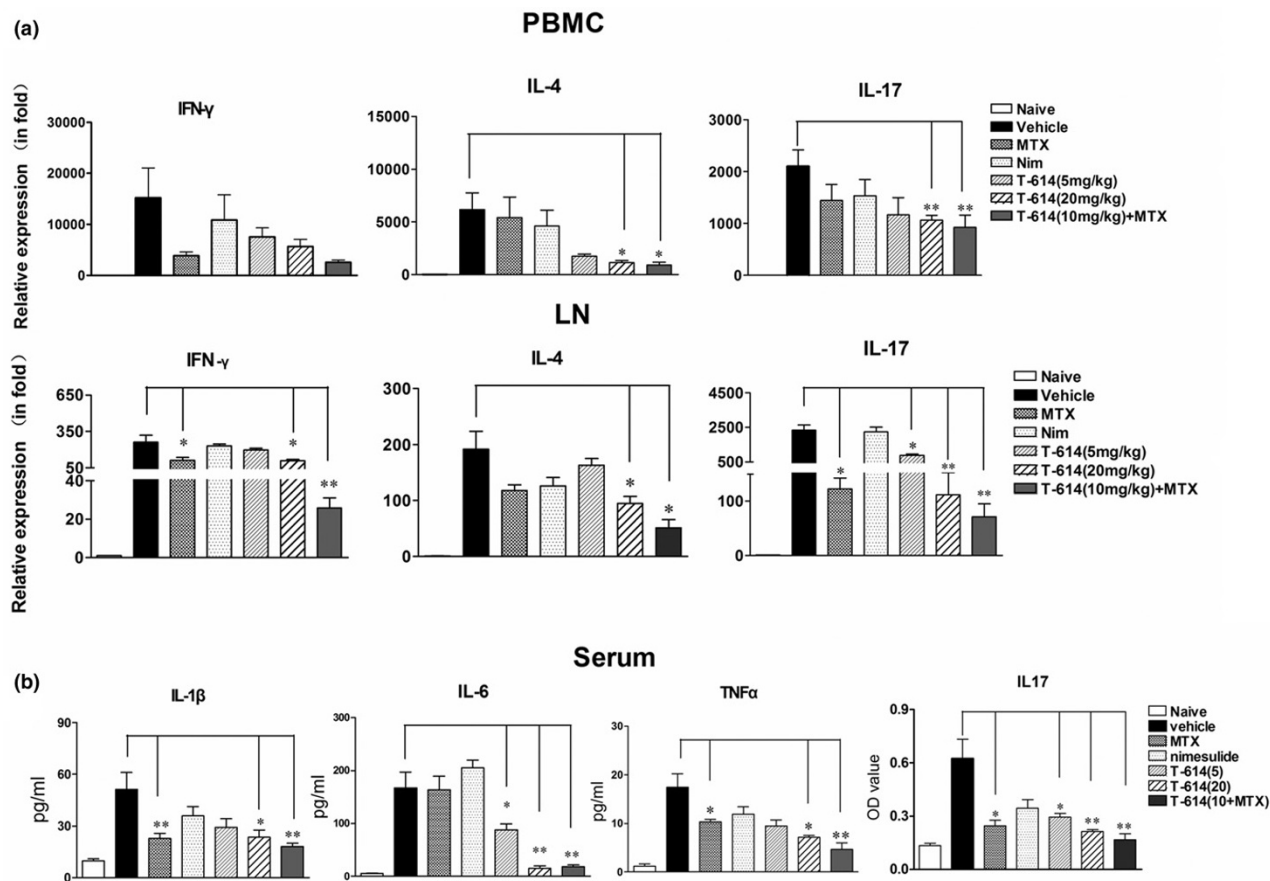 (a)
PBMC
IFN-γ
IL-4
IL-17
Relative expression (in fold)
30000
20000
10000
0
15000
10000
5000
0
* *
3000
2000
1000
0
** **
Naive
Vehicle
MTX
Nim
T-614(5mg/kg)
T-614(20mg/kg)
T-614(10mg/kg)+MTX
LN
IFN-γ
IL-4
IL-17
Relative expression (in fold)
650
350
50
40
20
0
* * **
300
200
100
0
* *
4500
2500
500
100
0
* * ** **
Naive
Vehicle
MTX
Nim
T-614(5mg/kg)
T-614(20mg/kg)
T-614(10mg/kg)+MTX
(b)
Serum
IL-1β
IL-6
TNFα
IL17
pg/ml
90
60
30
0
** * **
pg/ml
300
200
100
0
* ** **
pg/ml
30
20
10
0
* * **
OD value
0.9
0.6
0.3
0.0
* * ** **
Naive
vehicle
MTX
nimesulide
T-614(5)
T-614(20)
T-614(10+MTX)